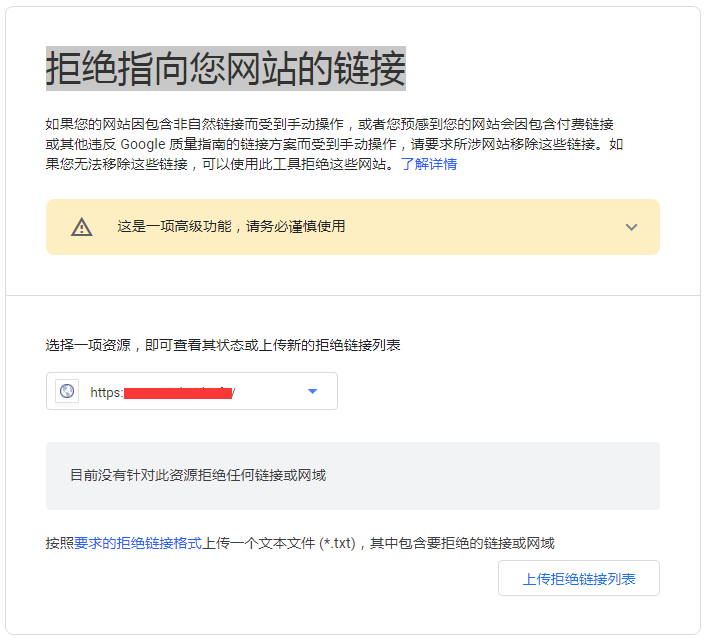 拒绝指向您网站的链接
如果您的网站因包含非自然链接而受到手动操作，或者您预感到您的网站会因包含付费链接
或其他违反 Google 质量指南的链接方案而受到手动操作，请要求所涉网站移除这些链接。如
果您无法移除这些链接，可以使用此工具拒绝这些网站。了解详情
这是一项高级功能，请务必谨慎使用
选择一项资源，即可查看其状态或上传新的拒绝链接列表
https:/
目前没有针对此资源拒绝任何链接或网域
按照要求的拒绝链接格式上传一个文本文件 (*.txt)，其中包含要拒绝的链接或网域
上传拒绝链接列表